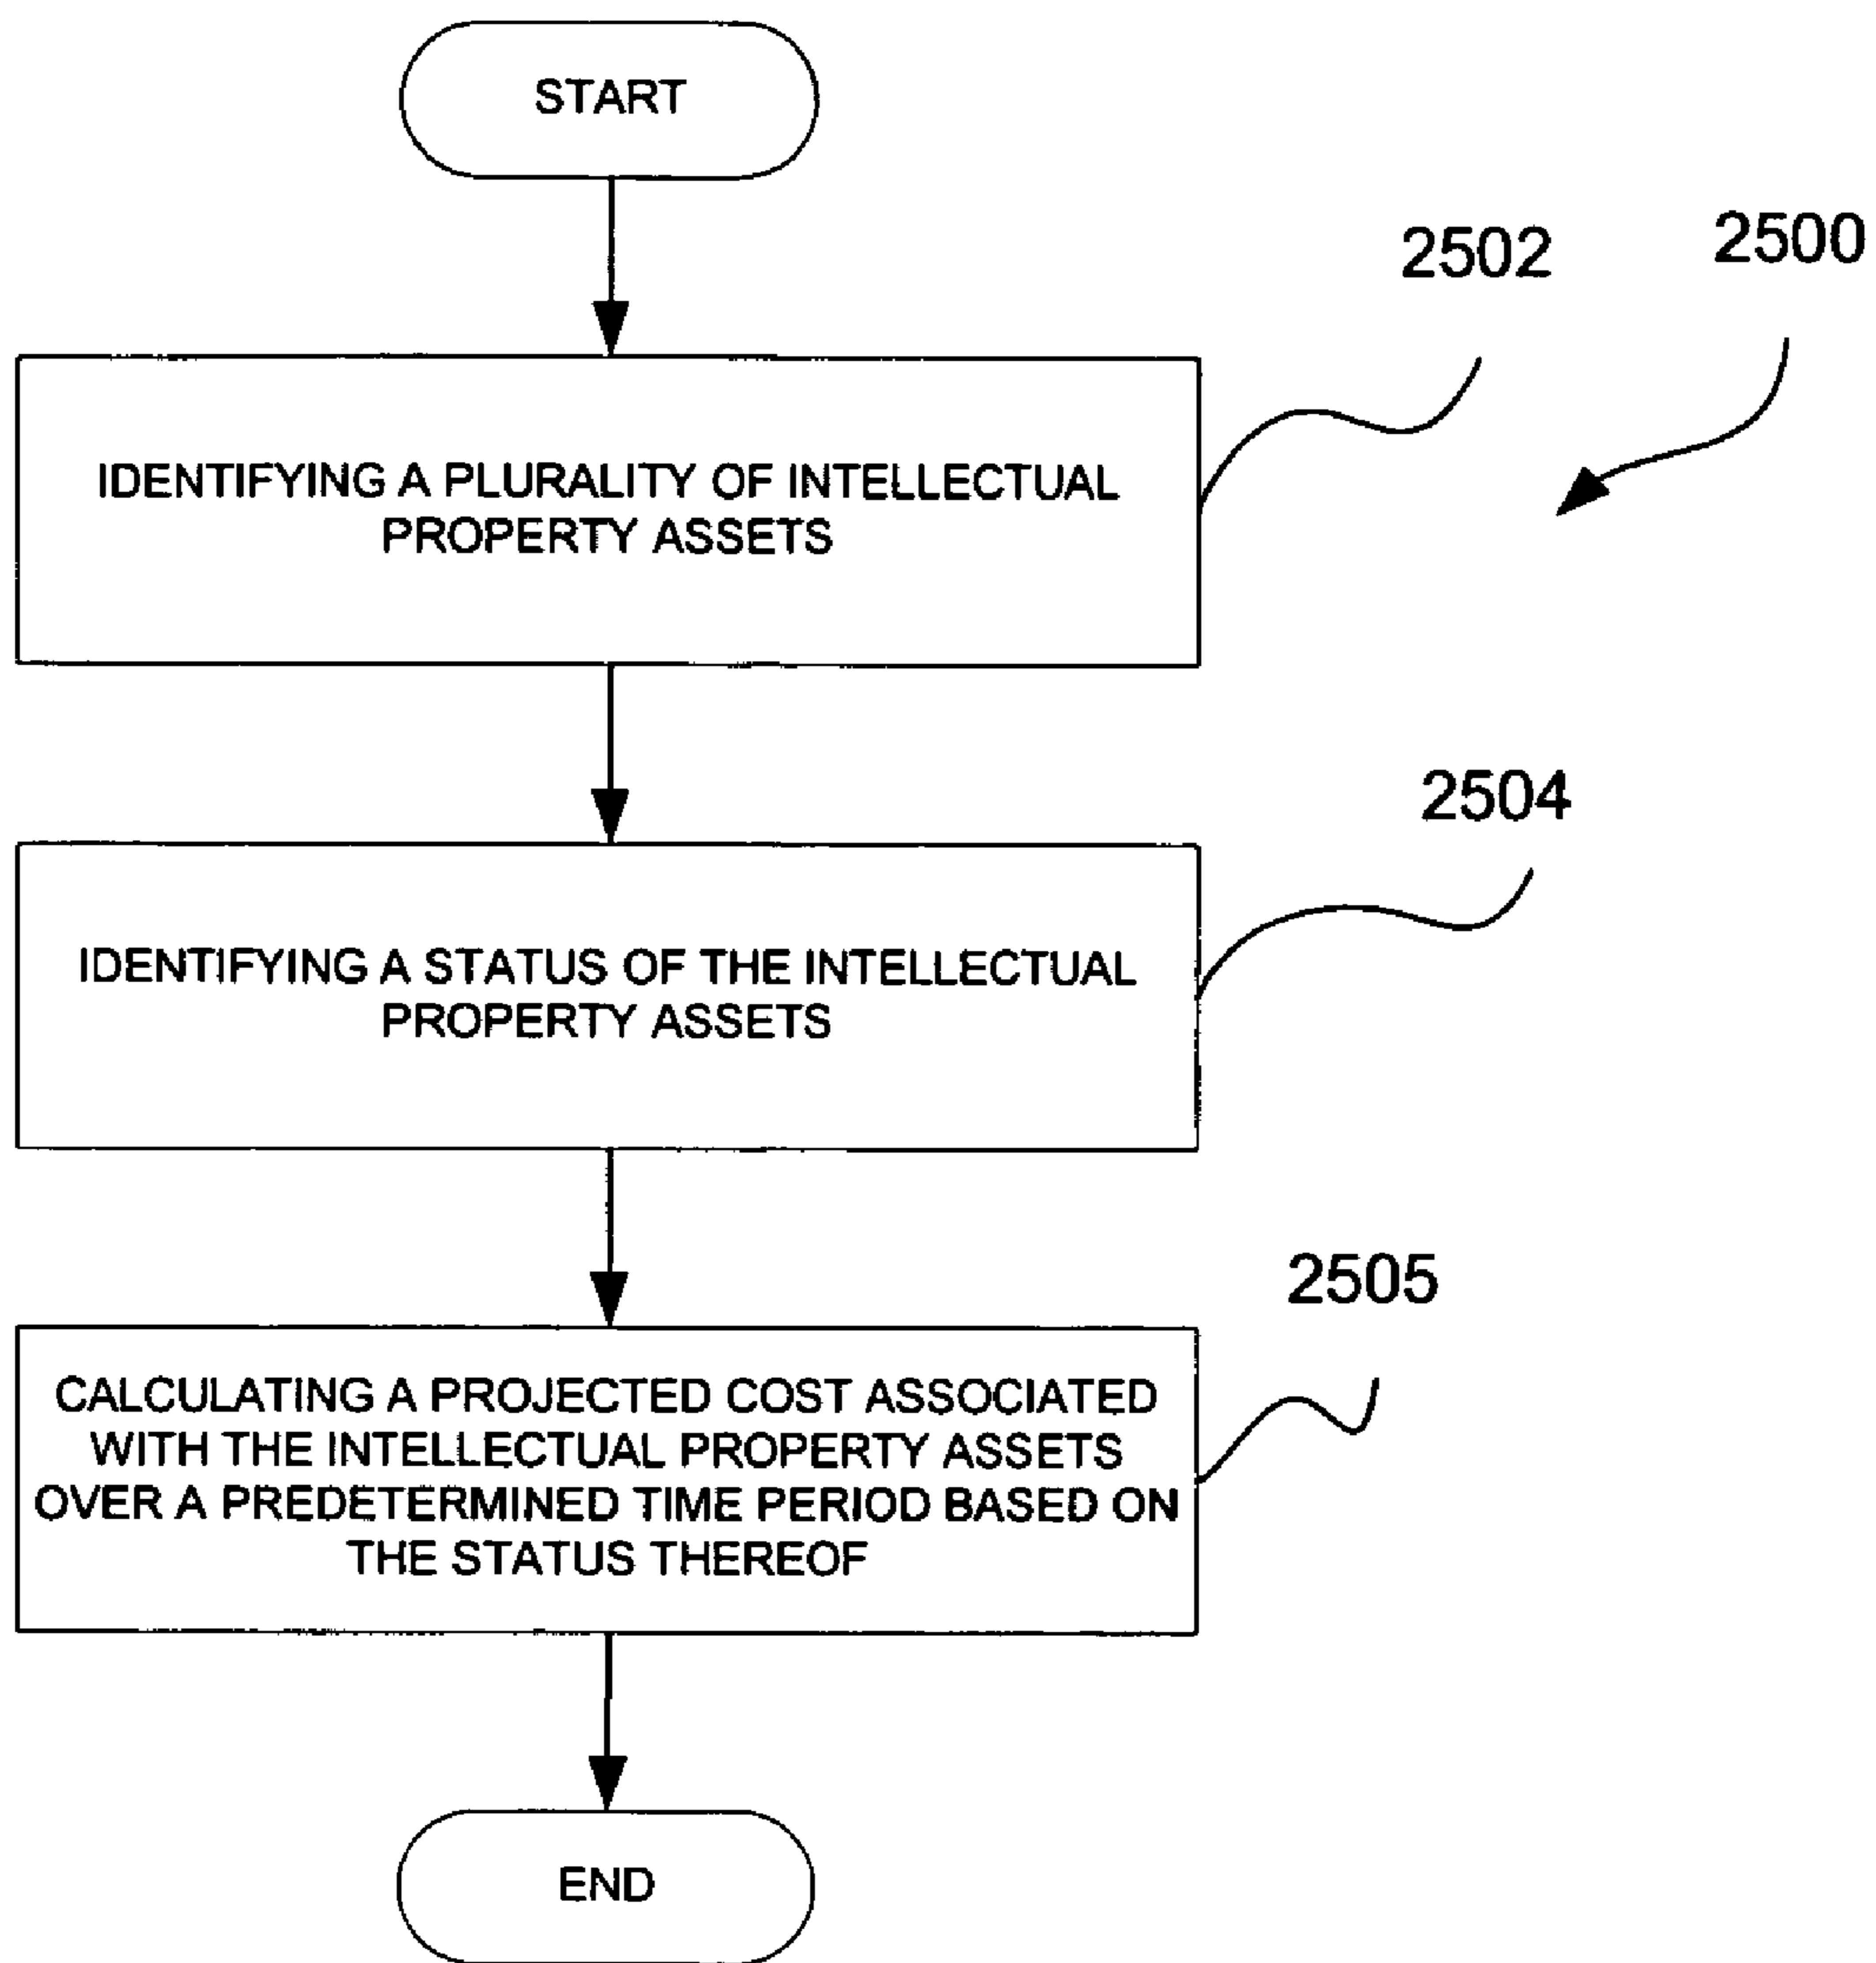 START
2502
2500
IDENTIFYING A PLURALITY OF INTELLECTUAL
PROPERTY ASSETS
2504
IDENTIFYING A STATUS OF THE INTELLECTUAL
PROPERTY ASSETS
2505
CALCULATING A PROJECTED COST ASSOCIATED
WITH THE INTELLECTUAL PROPERTY ASSETS
OVER A PREDETERMINED TIME PERIOD BASED ON
THE STATUS THEREOF
END